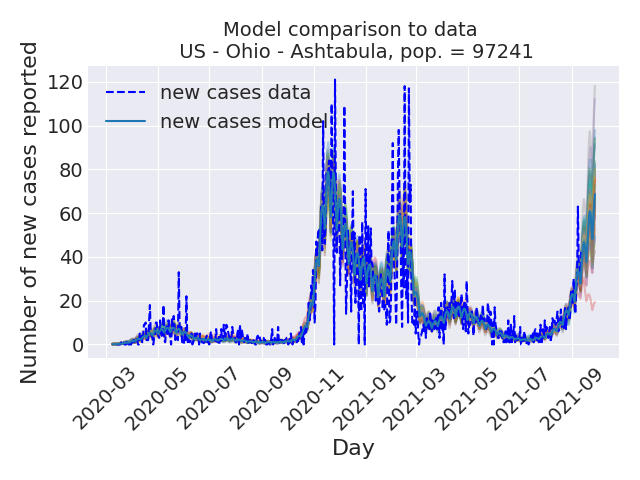 Model comparison to data
US - Ohio - Ashtabula, pop. = 97241
Number of new cases reported
120
100
80
60
40
20
0
new cases data
new cases model
2020-03
2020-05
2020-07
2020-09
2020-11
2021-01
2021-03
2021-05
2021-07
2021-09
Day